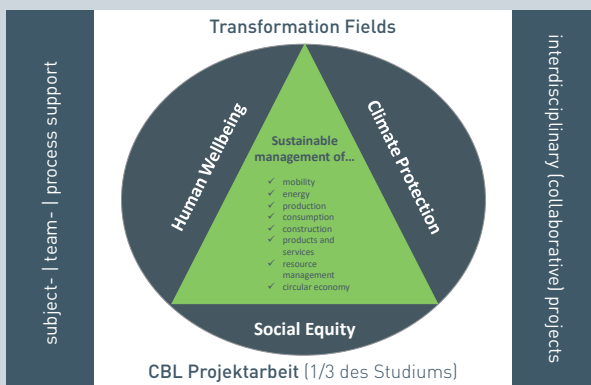 Transformation Fields
subject- | team- | process support
Human Wellbeing
Climate Protection
Sustainable
management of...
✓ mobility
✓ energy
✓ production
✓ consumption
✓ construction
✓ products and
services
✓ resource
management
✓ circular economy
Social Equity
CBL Projektarbeit (1/3 des Studiums)
interdisciplinary (collaborative) projects